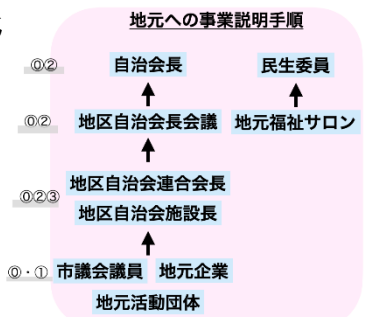 地元への事業説明手順
⓪② 自治会長 民生委員
⓪② 地区自治会長会議 地元福祉サロン
⓪②③ 地区自治会連合会長
地区自治会施設長
⓪・① 市議会議員 地元企業
地元活動団体